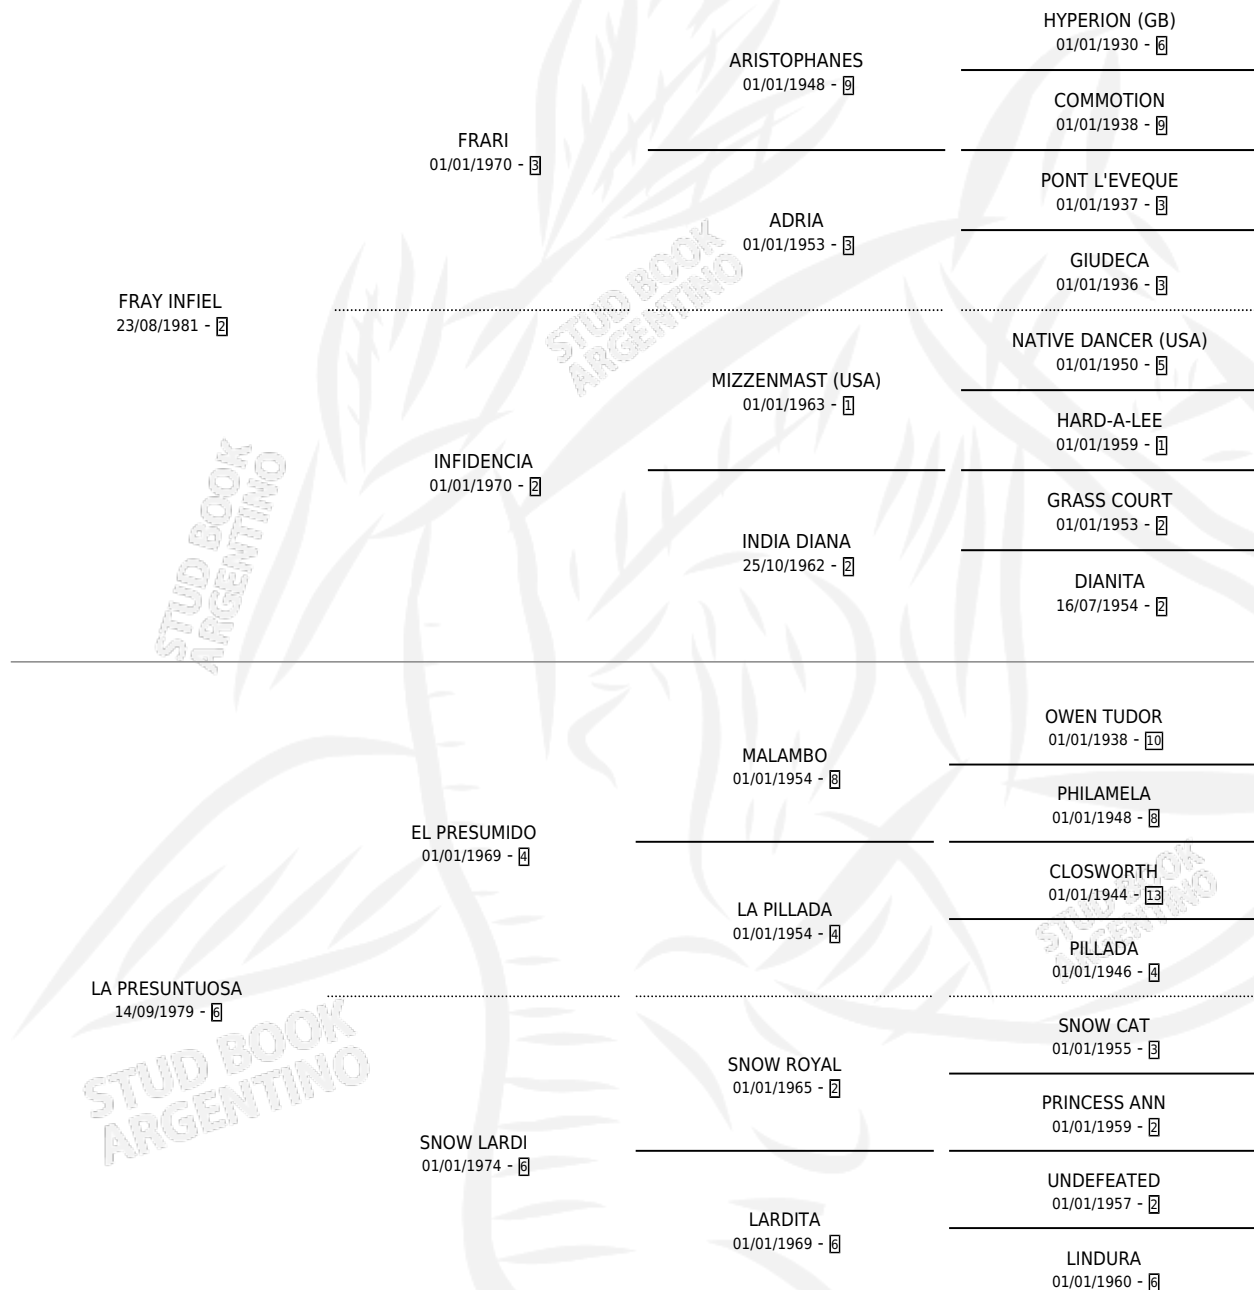 HYPERION (GB)
01/01/1930 - 6
ARISTOPHANES
01/01/1948 - 9
COMMOTION
01/01/1938 - 9
FRARI
01/01/1970 - 3
PONT L'EVEQUE
01/01/1937 - 3
ADRIA
01/01/1953 - 3
GIUDECA
01/01/1936 - 3
FRAY INFIEL
23/08/1981 - 2
NATIVE DANCER (USA)
01/01/1950 - 5
MIZZENMAST (USA)
01/01/1963 - 1
HARD-A-LEE
01/01/1959 - 1
INFIDENCIA
01/01/1970 - 2
GRASS COURT
01/01/1953 - 2
INDIA DIANA
25/10/1962 - 2
DIANITA
16/07/1954 - 2
OWEN TUDOR
01/01/1938 - 10
MALAMBO
01/01/1954 - 8
PHILAMELA
01/01/1948 - 8
EL PRESUMIDO
01/01/1969 - 4
CLOSWORTH
01/01/1944 - 13
LA PILLADA
01/01/1954 - 4
PILLADA
01/01/1946 - 4
LA PRESUNTUOSA
14/09/1979 - 6
SNOW CAT
01/01/1955 - 3
SNOW ROYAL
01/01/1965 - 2
PRINCESS ANN
01/01/1959 - 2
SNOW LARDI
01/01/1974 - 6
UNDEFEATED
01/01/1957 - 2
LARDITA
01/01/1969 - 6
LINDURA
01/01/1960 - 6
STUD BOOK
ARGENTINO
STUD BOOK
ARGENTINO
STUD BOOK
ARGENTINO
STUD BOOK
ARGENTINO